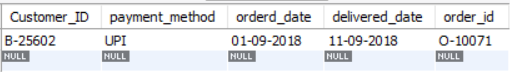 Customer_ID payment_method orderd_date delivered_date order_id
B-25602 UPI 01-09-2018 11-09-2018 O-10071
NULL NULL NULL NULL NULL